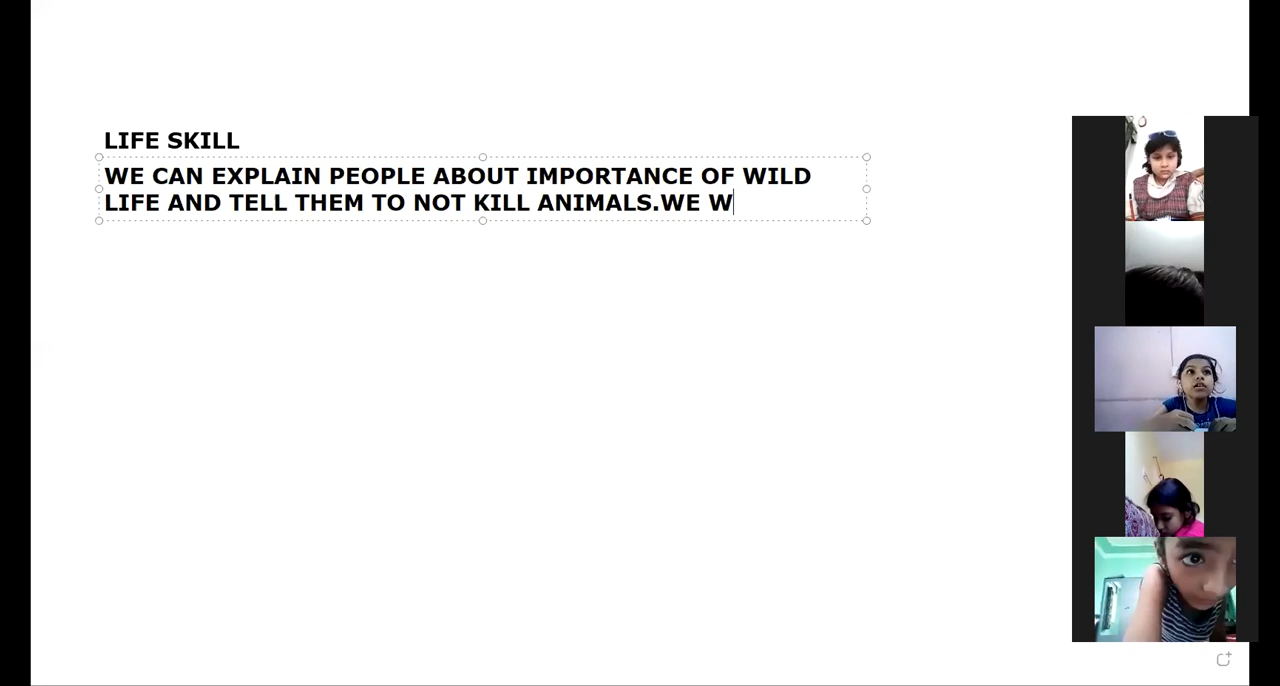 LIFE SKILL
WE CAN EXPLAIN PEOPLE ABOUT IMPORTANCE OF WILD
LIFE AND TELL THEM TO NOT KILL ANIMALS.WE W